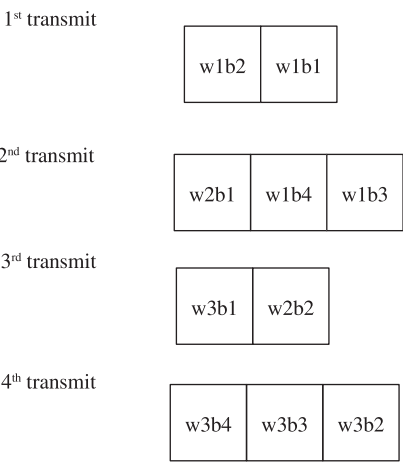 1st transmit
w1b2 w1b1
2nd transmit
w2b1 w1b4 w1b3
3rd transmit
w3b1 w2b2
4th transmit
w3b4 w3b3 w3b2